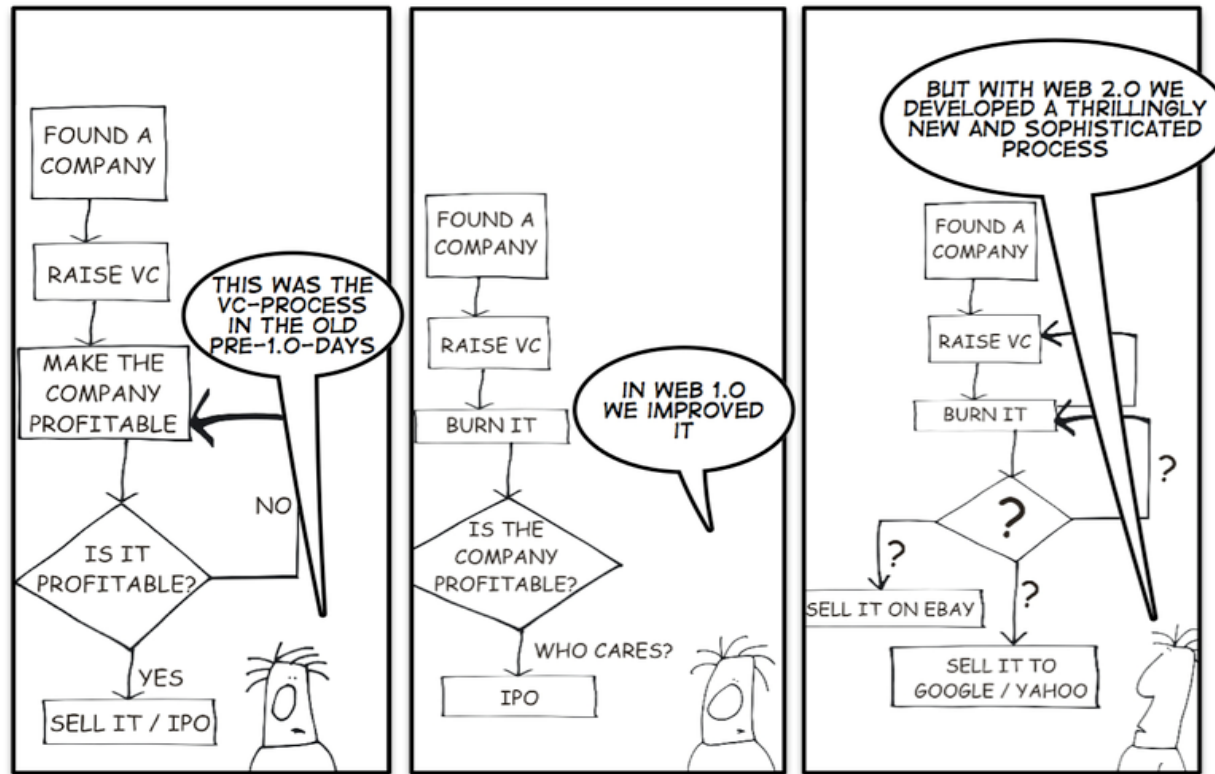 FOUND A
COMPANY
RAISE VC
THIS WAS THE
VC-PROCESS
IN THE OLD
PRE-1.0-DAYS
MAKE THE
COMPANY
PROFITABLE
NO
IS IT
PROFITABLE?
YES
SELL IT / IPO
FOUND A
COMPANY
RAISE VC
IN WEB 1.0
WE IMPROVED
IT
BURN IT
IS THE
COMPANY
PROFITABLE?
WHO CARES?
IPO
BUT WITH WEB 2.0 WE
DEVELOPED A THRILLINGLY
NEW AND SOPHISTICATED
PROCESS
FOUND A
COMPANY
RAISE VC
BURN IT
?
?
?
?
SELL IT ON EBAY
SELL IT TO
GOOGLE / YAHOO